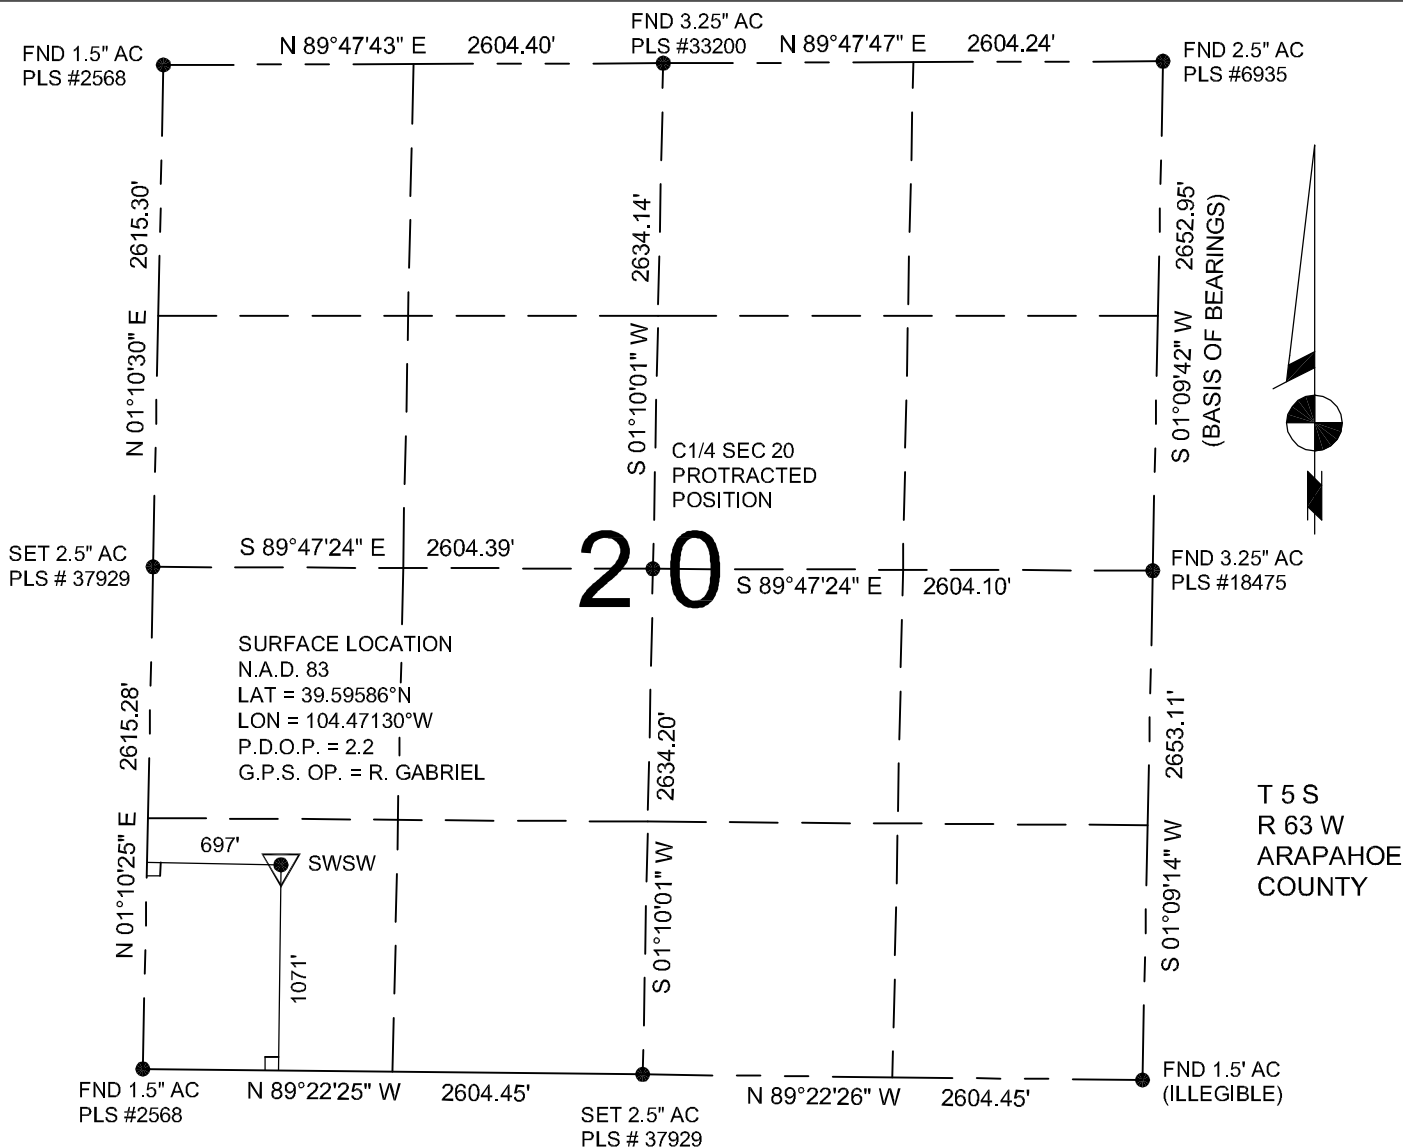 FND 1.5" AC
PLS #2568
N 89°47'43" E 2604.40'
FND 3.25" AC
PLS #33200
N 89°47'47" E 2604.24'
FND 2.5" AC
PLS #6935
2615.30'
N 01°10'30" E
2634.14'
S 01°10'01" W
2652.95'
S 01°09'42" W
(BASIS OF BEARINGS)
C1/4 SEC 20
PROTRACTED
POSITION
SET 2.5" AC
PLS # 37929
S 89°47'24" E 2604.39'
20
S 89°47'24" E 2604.10'
FND 3.25" AC
PLS #18475
SURFACE LOCATION
N.A.D. 83
LAT = 39.59586°N
LON = 104.47130°W
P.D.O.P. = 2.2
G.P.S. OP. = R. GABRIEL
2615.28'
N 01°10'25" E
2634.20'
S 01°10'01" W
2653.11'
S 01°09'14" W
T 5 S
R 63 W
ARAPAHOE
COUNTY
697'
SWSW
1071'
FND 1.5" AC
PLS #2568
N 89°22'25" W 2604.45'
SET 2.5" AC
PLS # 37929
N 89°22'26" W 2604.45'
FND 1.5' AC
(ILLEGIBLE)